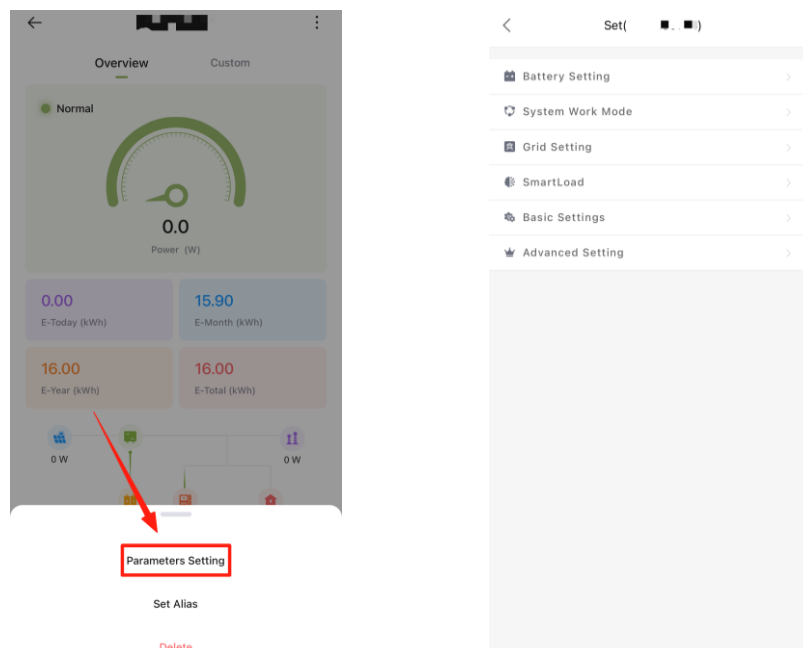 Overview Custom
Normal
0.0
Power (W)
0.00 15.90
E-Today (kWh) E-Month (kWh)
16.00 16.00
E-Year (kWh) E-Total (kWh)
0 W 0 W
Parameters Setting
Set Alias
Delete
Set( )
Battery Setting
System Work Mode
Grid Setting
SmartLoad
Basic Settings
Advanced Setting